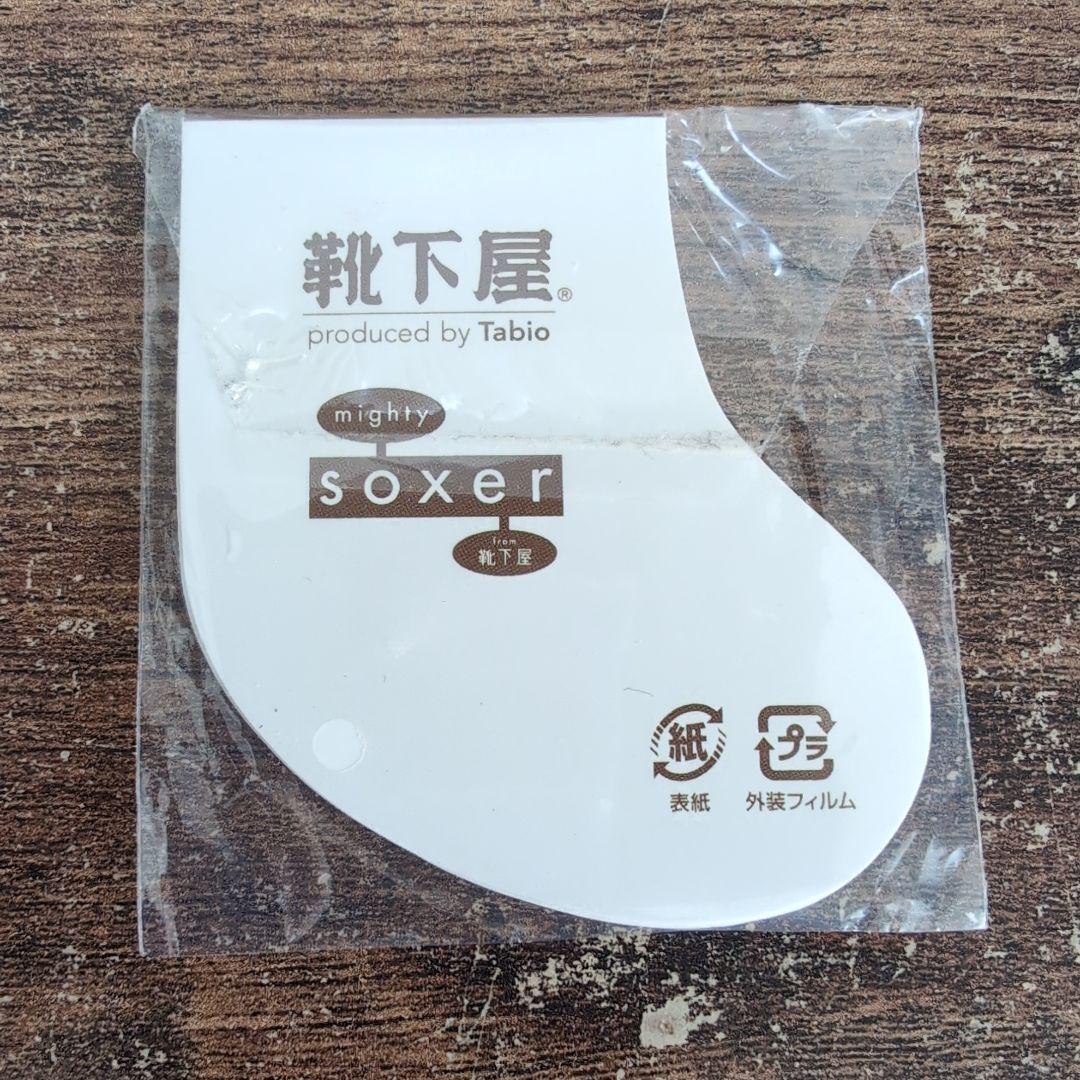 靴下屋®
produced by Tabio
mighty
soxer
from
靴下屋
紙
プラ
表紙
外装フィルム